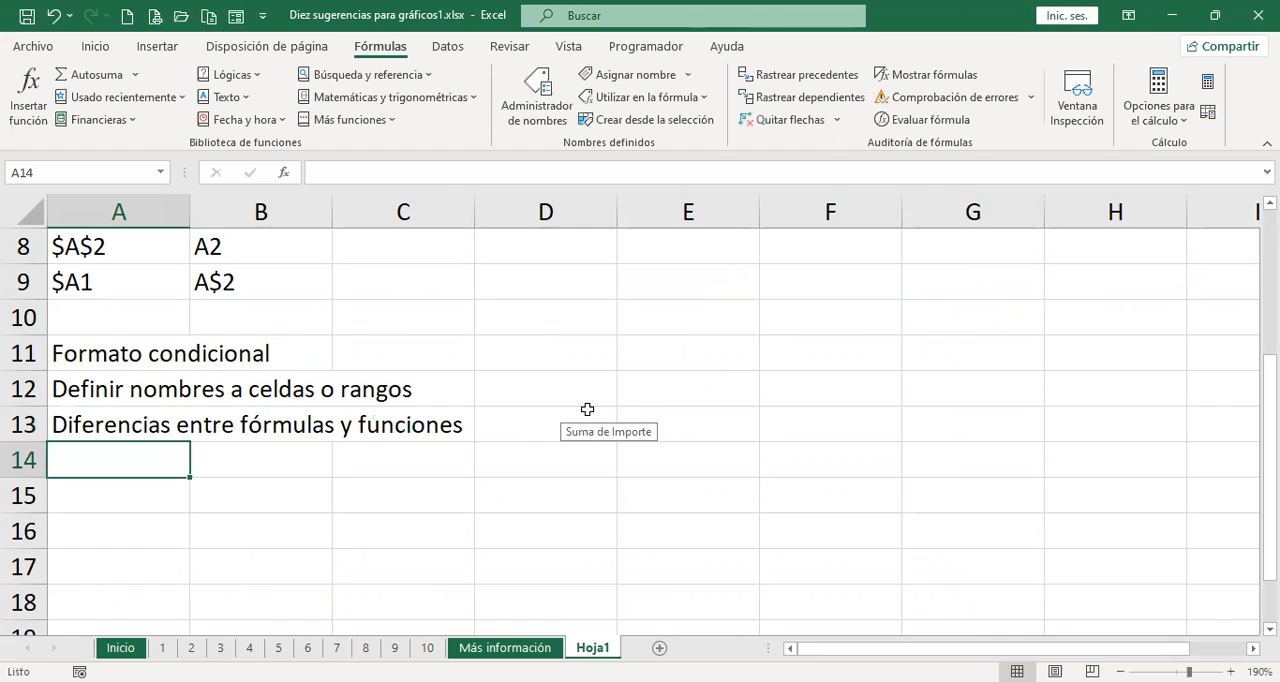 Diez sugerencias para gráficos1.xlsx - Excel
Buscar
Inic. ses.
Archivo Inicio Insertar Disposición de página Fórmulas Datos Revisar Vista Programador Ayuda
Compartir
Insertar función
Autosuma
Usado recientemente
Financieras
Lógicas
Texto
Fecha y hora
Búsqueda y referencia
Matemáticas y trigonométricas
Más funciones
Biblioteca de funciones
Administrador de nombres
Asignar nombre
Utilizar en la fórmula
Crear desde la selección
Nombres definidos
Rastrear precedentes
Rastrear dependientes
Quitar flechas
Mostrar fórmulas
Comprobación de errores
Evaluar fórmula
Auditoría de fórmulas
Ventana Inspección
Opciones para el cálculo
Cálculo
A14
fx
A B C D E F G H I
8 $A$2 A2
9 $A1 A$2
10
11 Formato condicional
12 Definir nombres a celdas o rangos
13 Diferencias entre fórmulas y funciones
Suma de Importe
14
15
16
17
18
19
Inicio 1 2 3 4 5 6 7 8 9 10 Más información Hoja1
Listo
190%